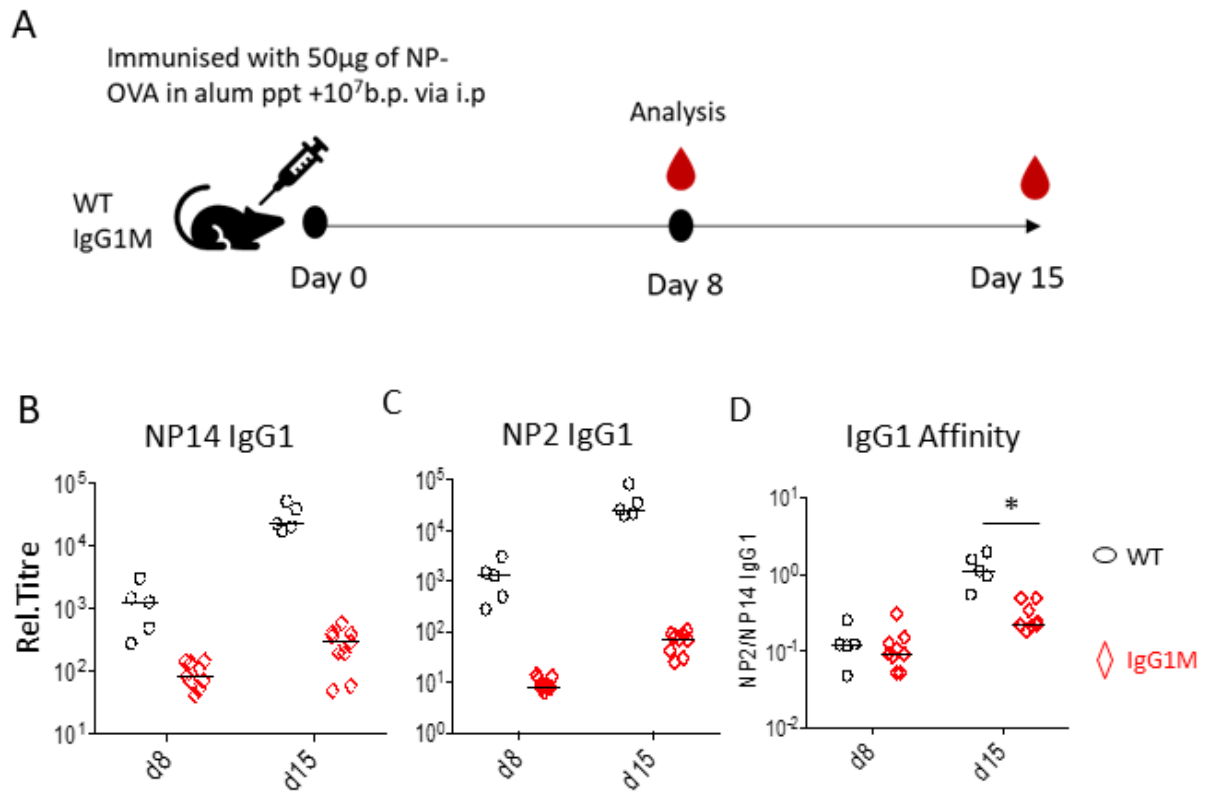 A
Immunised with 50µg of NP-
OVA in alum ppt +10⁷b.p. via i.p
Analysis
WT
IgG1M
Day 0
Day 8
Day 15
B
NP14 IgG1
Rel.Titre
10⁵
10⁴
10³
10²
10¹
d8
d15
C
NP2 IgG1
10⁵
10⁴
10³
10²
10¹
10⁰
d8
d15
D
IgG1 Affinity
NP2/NP14 IgG1
10¹
10⁰
10⁻¹
10⁻²
*
d8
d15
WT
IgG1M